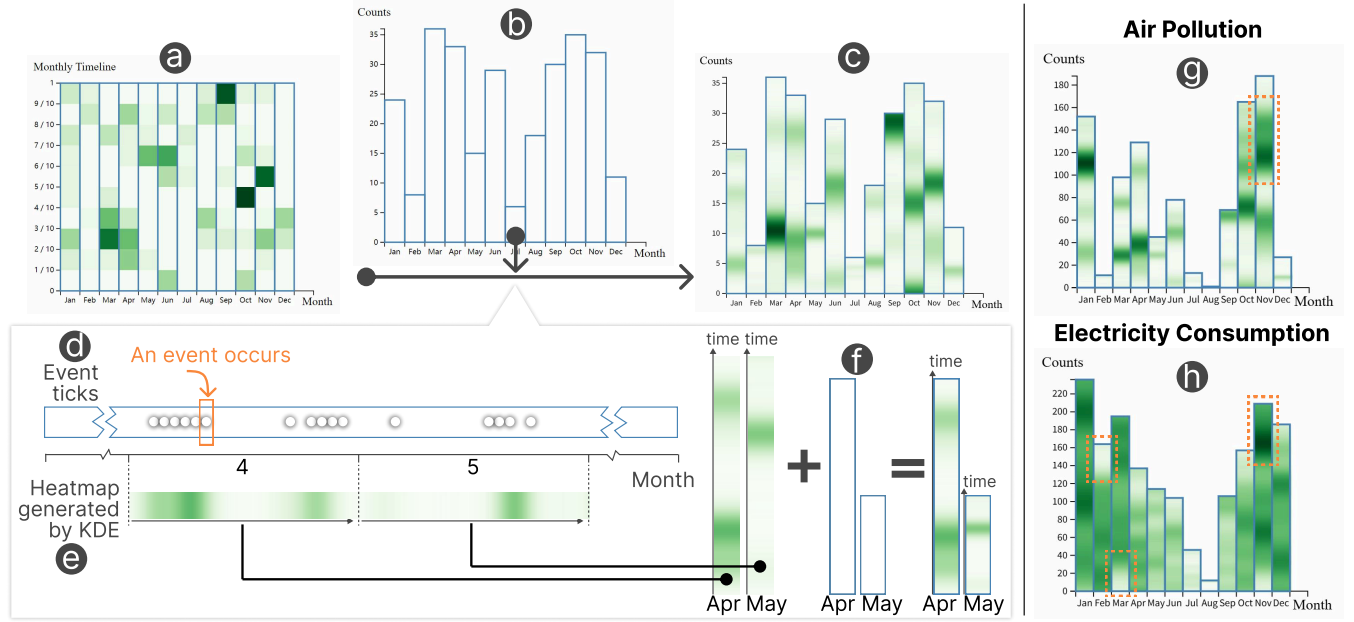 a
Monthly Timeline
1
9 / 10
8 / 10
7 / 10
6 / 10
5 / 10
4 / 10
3 / 10
2 / 10
1 / 10
0
Jan Feb Mar Apr May Jun Jul Aug Sep Oct Nov Dec
Month
b
Counts
35
30
25
20
15
10
5
0
Jan Feb Mar Apr May Jun Jul Aug Sep Oct Nov Dec
Month
c
Counts
35
30
25
20
15
10
5
0
Jan Feb Mar Apr May Jun Jul Aug Sep Oct Nov Dec
Month
d
Event
ticks
An event occurs
4 5
Month
Heatmap
generated
by KDE
e
time time
Apr May
+
f
Apr May
=
time
time
Apr May
Air Pollution
Counts
g
180
160
140
120
100
80
60
40
20
0
Jan Feb Mar Apr May Jun Jul Aug Sep Oct Nov Dec
Month
Electricity Consumption
Counts
h
220
200
180
160
140
120
100
80
60
40
20
0
Jan Feb Mar Apr May Jun Jul Aug Sep Oct Nov Dec
Month